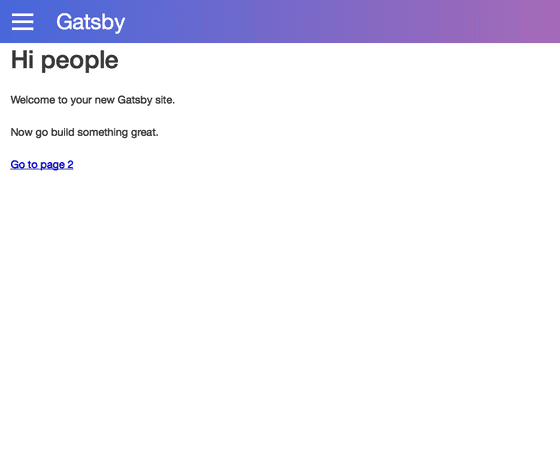 Gatsby
Hi people
Welcome to your new Gatsby site.
Now go build something great.
Go to page 2